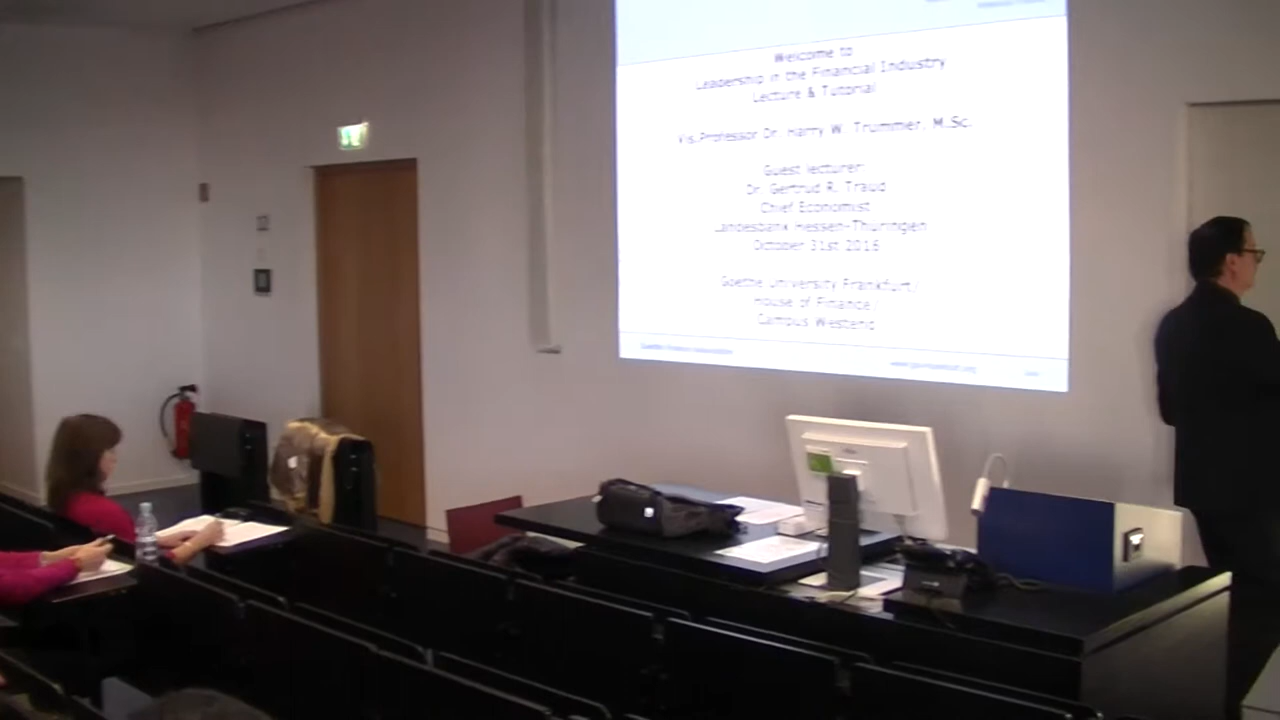 Welcome to
Leadership in the Financial Industry
Lecture & Tutorial
Vis.Professor Dr. Harry W. Trummer, M.Sc.
Guest lecturer
Dr. Gertrud R. Traud
Chief Economist
Landesbank Hessen-Thüringen
October 31st 2016
Goethe University Frankfurt/
House of Finance/
Campus Westend